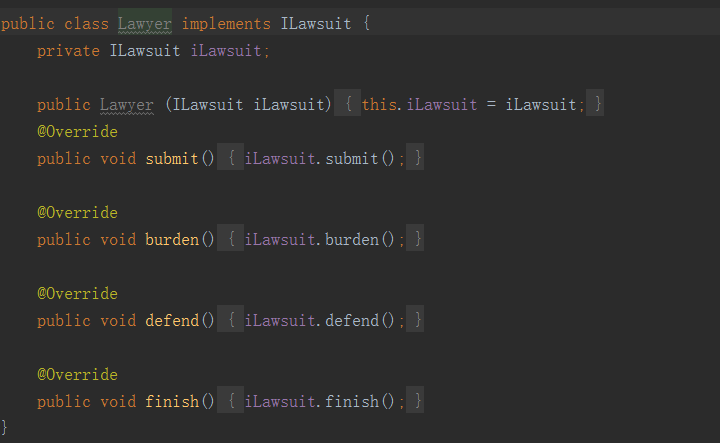 public class Lawyer implements ILawsuit {
private ILawsuit iLawsuit;
public Lawyer (ILawsuit iLawsuit) { this.iLawsuit = iLawsuit; }
@Override
public void submit() { iLawsuit.submit(); }
@Override
public void burden() { iLawsuit.burden(); }
@Override
public void defend() { iLawsuit.defend(); }
@Override
public void finish() { iLawsuit.finish(); }
}